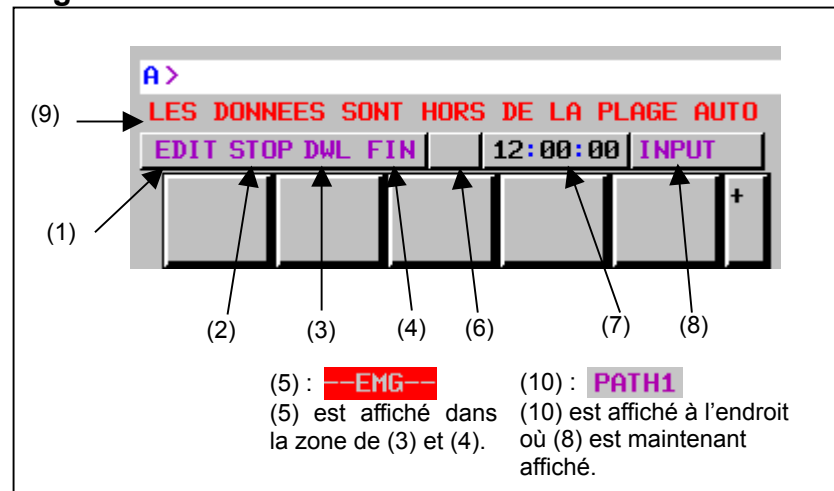 A>
(9)
LES DONNEES SONT HORS DE LA PLAGE AUTO
EDIT STOP DWL FIN 12:00:00 INPUT
+
(1)
(2) (3) (4) (6) (7) (8)
(5) : --EMG--
(5) est affiché dans
la zone de (3) et (4).
(10) : PATH1
(10) est affiché à l’endroit
où (8) est maintenant
affiché.